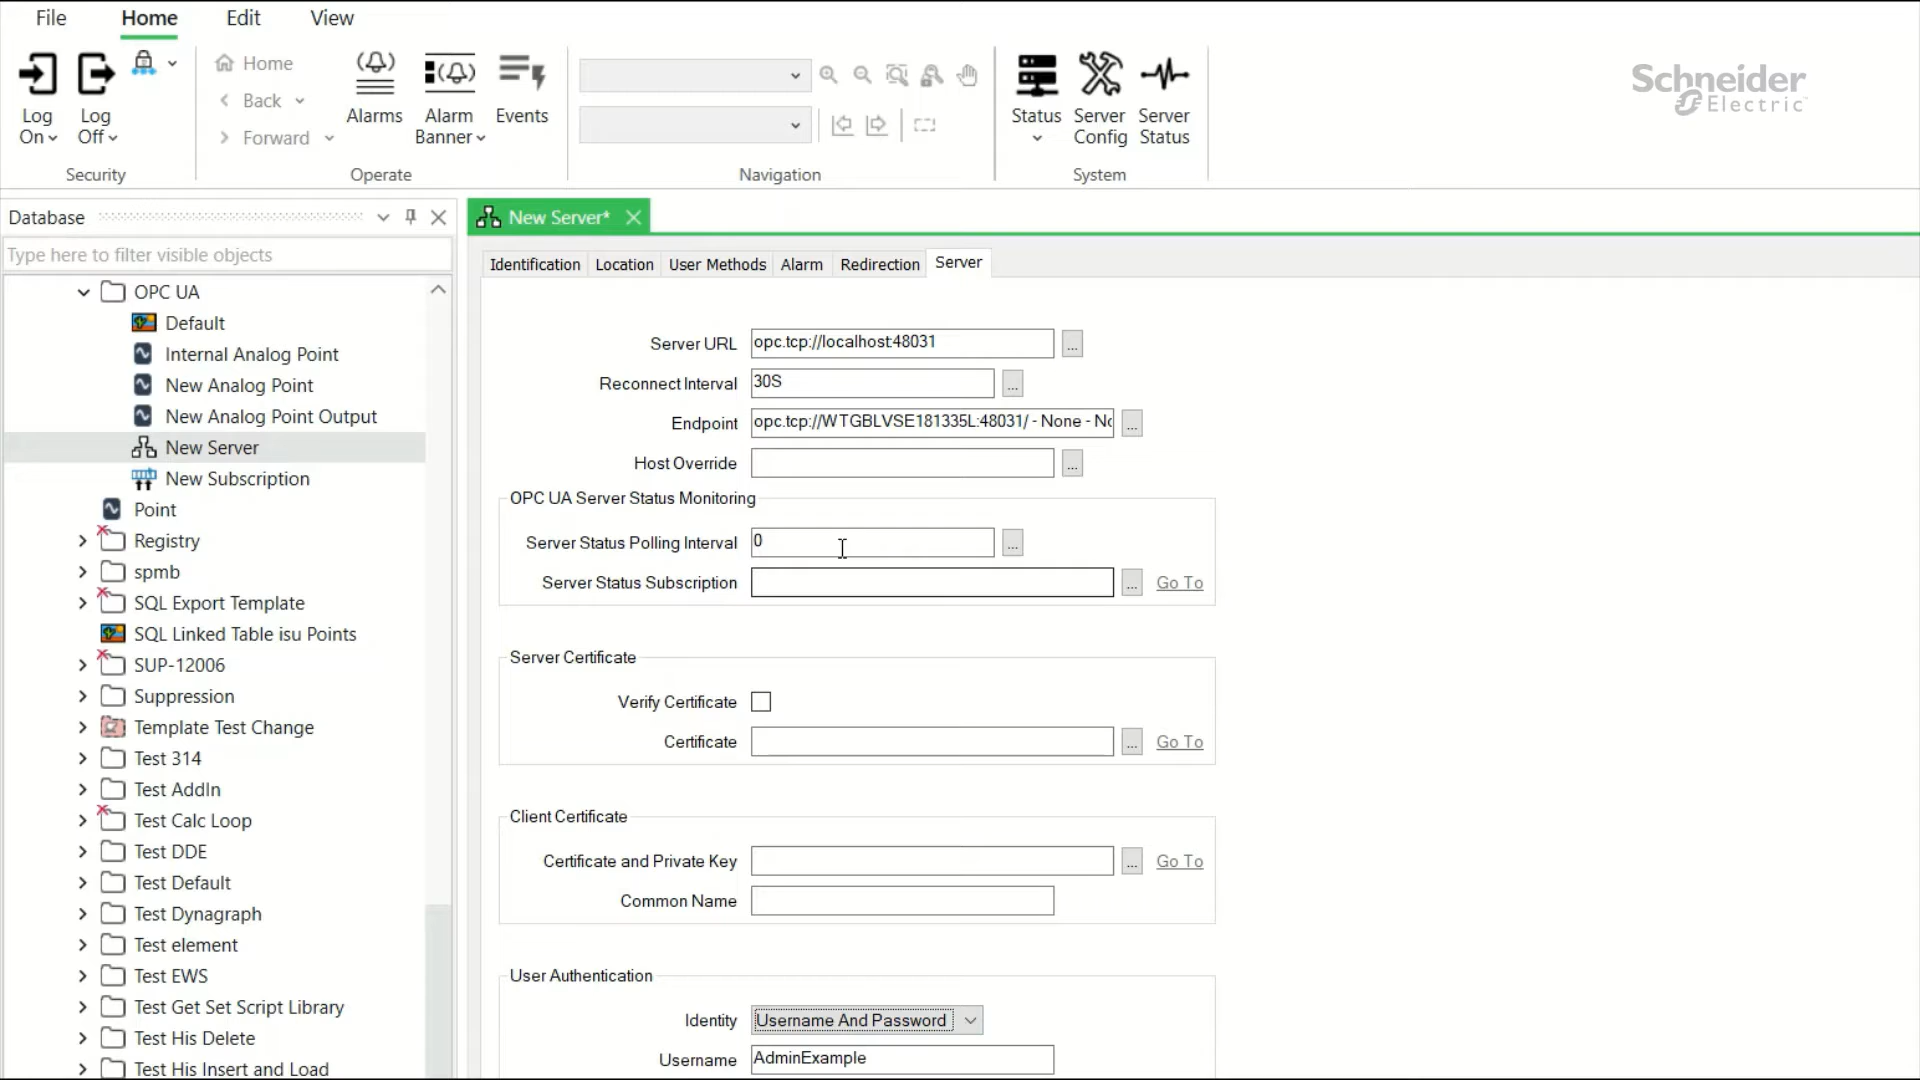 File Home Edit View
Home
Back
Forward
Log On
Log Off
Alarms
Alarm Banner
Events
Status
Server Config
Server Status
Security
Operate
Navigation
System
Schneider
Electric
Database
Type here to filter visible objects
OPC UA
Default
Internal Analog Point
New Analog Point
New Analog Point Output
New Server
New Subscription
Point
Registry
spmb
SQL Export Template
SQL Linked Table isu Points
SUP-12006
Suppression
Template Test Change
Test 314
Test AddIn
Test Calc Loop
Test DDE
Test Default
Test Dynagraph
Test element
Test EWS
Test Get Set Script Library
Test His Delete
Test His Insert and Load
New Server*
Identification Location User Methods Alarm Redirection Server
Server URL opc.tcp://localhost:48031 ...
Reconnect Interval 30S ...
Endpoint opc.tcp://WTGBLVSE181335L:48031/ - None - Nc ...
Host Override ...
OPC UA Server Status Monitoring
Server Status Polling Interval 0 ...
Server Status Subscription ... Go To
Server Certificate
Verify Certificate
Certificate ... Go To
Client Certificate
Certificate and Private Key ... Go To
Common Name
User Authentication
Identity Username And Password
Username AdminExample